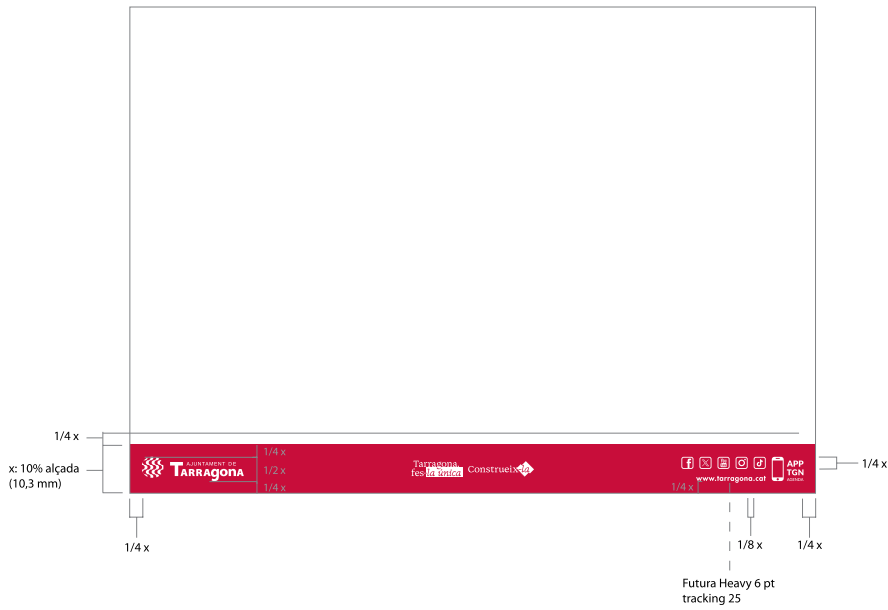 1/4 x
x: 10% alçada
(10,3 mm)
AJUNTAMENT DE
TARRAGONA
1/4 x
1/2 x
1/4 x
Tarragona,
fes-la única
Construeix-la
www.tarragona.cat
1/4 x
APP
TGN
AGENDA
1/4 x
1/4 x
1/8 x
1/4 x
Futura Heavy 6 pt
tracking 25